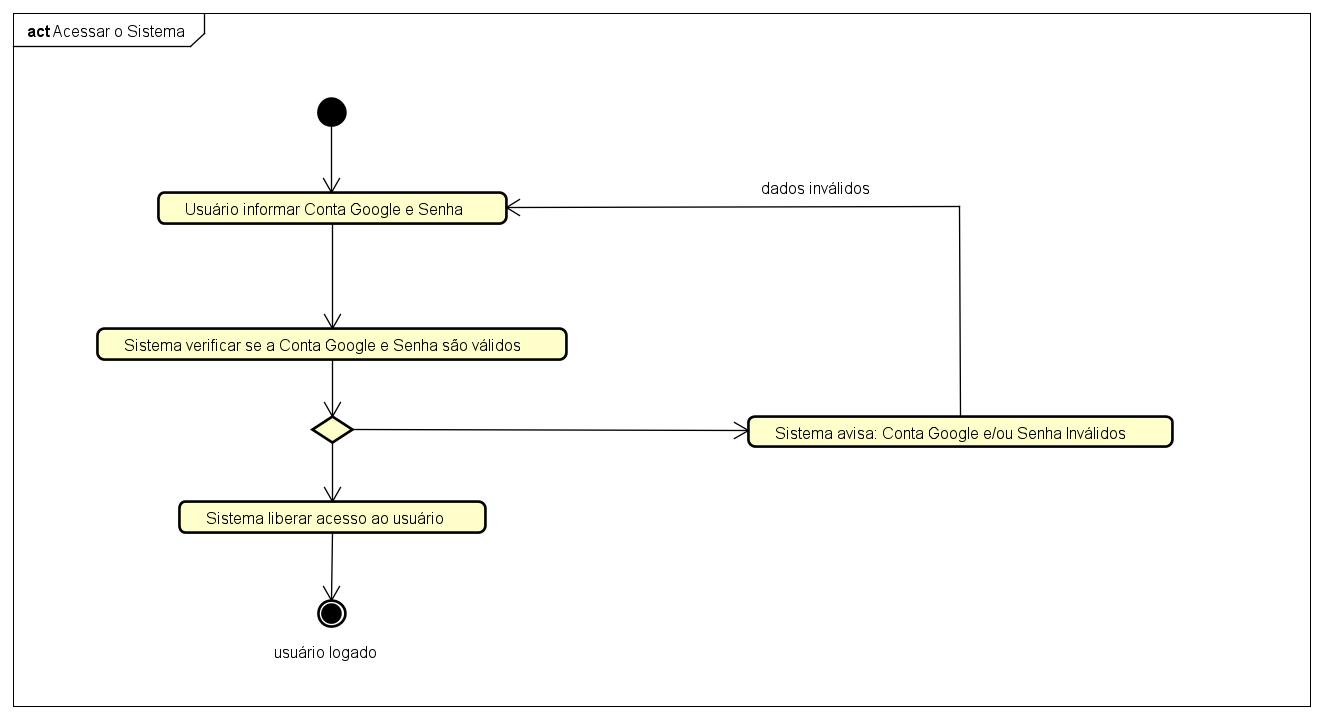 act Acessar o Sistema
dados inválidos
Usuário informar Conta Google e Senha
Sistema verificar se a Conta Google e Senha são válidos
Sistema avisa: Conta Google e/ou Senha Inválidos
Sistema liberar acesso ao usuário
usuário logado